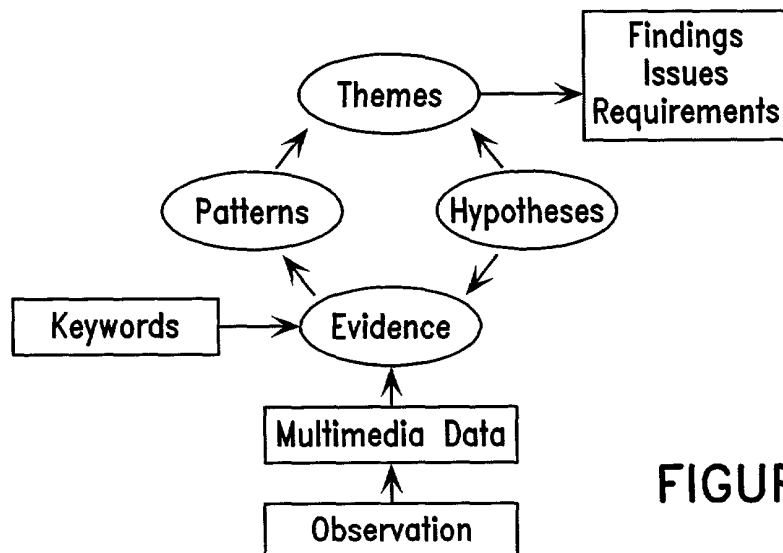 Findings
Issues
Requirements
Themes
Patterns
Hypotheses
Keywords
Evidence
Multimedia Data
Observation